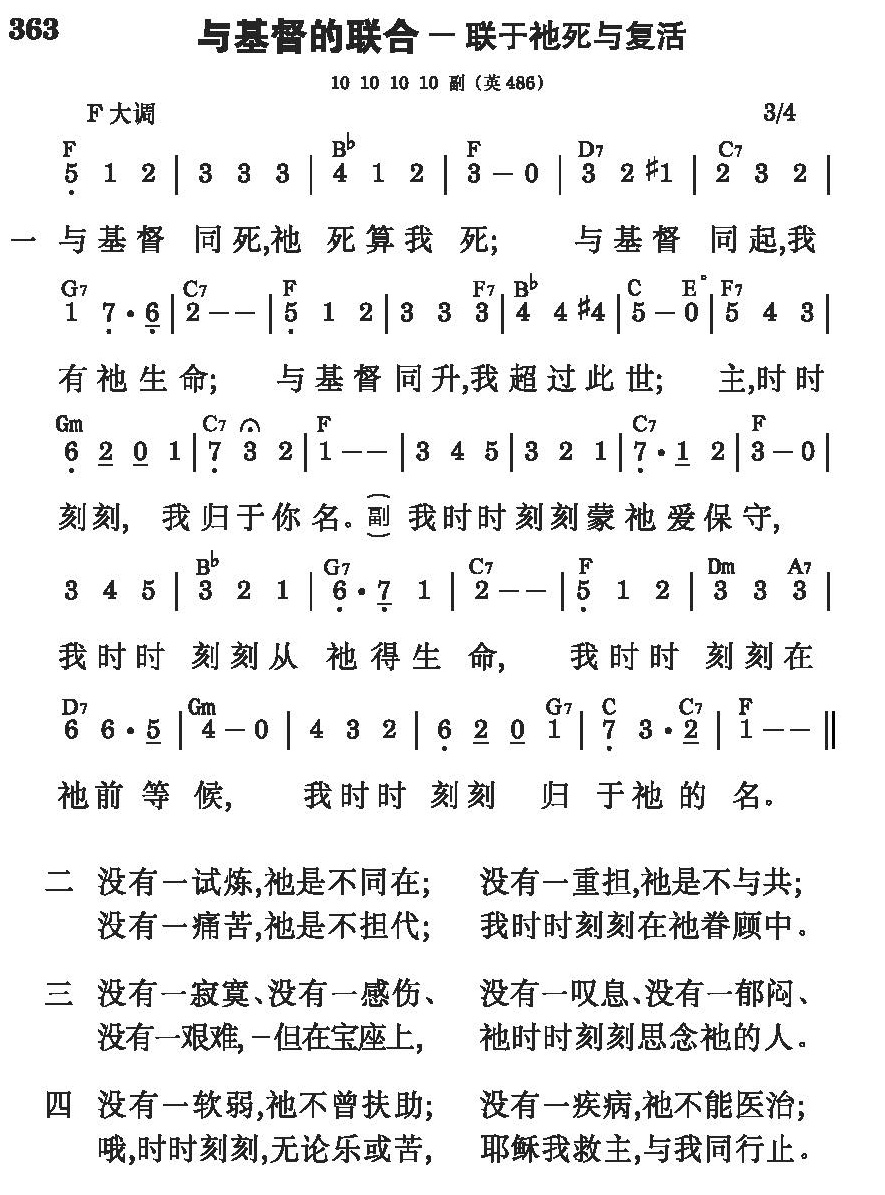 363
与基督的联合－联于祂死与复活
10 10 10 10 副（英486）
F大调 3/4
F B♭ F D7 C7
5 1 2 | 3 3 3 | 4 1 2 | 3 － 0 | 3 2 ♯1 | 2 3 2 |
一 与基督 同死,祂 死算我 死; 与基督 同起,我
G7 C7 F F7 B♭ C E° F7
1 7 · 6 | 2 － － | 5 1 2 | 3 3 3 | 4 4 ♯4 | 5 － 0 | 5 4 3 |
有祂生命; 与基督同升,我超过此世; 主,时时
Gm C7 F C7 F
6 2 0 1 | 7 3 2 | 1 － － | 3 4 5 | 3 2 1 | 7 · 1 2 | 3 － 0 |
刻刻, 我归于你名。(副) 我时时刻刻蒙祂爱保守,
B♭ G7 C7 F Dm A7
3 4 5 | 3 2 1 | 6 · 7 1 | 2 － － | 5 1 2 | 3 3 3 |
我时时 刻刻从 祂得生 命, 我时时 刻刻在
D7 Gm G7 C C7 F
6 6 · 5 | 4 － 0 | 4 3 2 | 6 2 0 1 | 7 3 · 2 | 1 － － ‖
祂前 等 候, 我时时 刻刻 归 于祂的 名。
二 没有一试炼,祂是不同在; 没有一重担,祂是不与共;
没有一痛苦,祂是不担代; 我时时刻刻在祂眷顾中。
三 没有一寂寞、没有一感伤、 没有一叹息、没有一郁闷、
没有一艰难,－但在宝座上, 祂时时刻刻思念祂的人。
四 没有一软弱,祂不曾扶助; 没有一疾病,祂不能医治;
哦,时时刻刻,无论乐或苦, 耶稣我救主,与我同行止。